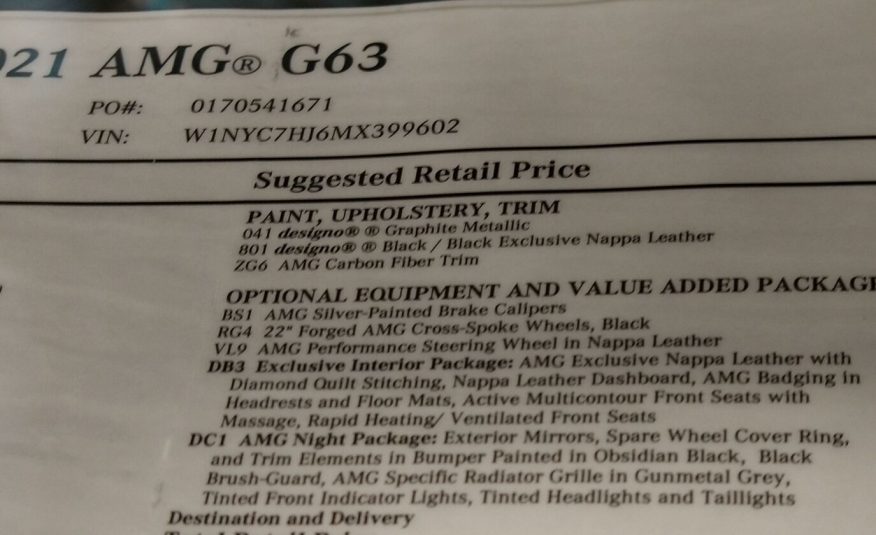 021 AMG® G63
PO#: 0170541671
VIN: W1NYC7HJ6MX399602
Suggested Retail Price
PAINT, UPHOLSTERY, TRIM
041 designo® ® Graphite Metallic
801 designo® ® Black / Black Exclusive Nappa Leather
ZG6 AMG Carbon Fiber Trim
OPTIONAL EQUIPMENT AND VALUE ADDED PACKAGE
BS1 AMG Silver-Painted Brake Calipers
RG4 22" Forged AMG Cross-Spoke Wheels, Black
VL9 AMG Performance Steering Wheel in Nappa Leather
DB3 Exclusive Interior Package: AMG Exclusive Nappa Leather with
Diamond Quilt Stitching, Nappa Leather Dashboard, AMG Badging in
Headrests and Floor Mats, Active Multicontour Front Seats with
Massage, Rapid Heating/ Ventilated Front Seats
DC1 AMG Night Package: Exterior Mirrors, Spare Wheel Cover Ring,
and Trim Elements in Bumper Painted in Obsidian Black, Black
Brush-Guard, AMG Specific Radiator Grille in Gunmetal Grey,
Tinted Front Indicator Lights, Tinted Headlights and Taillights
Destination and Delivery